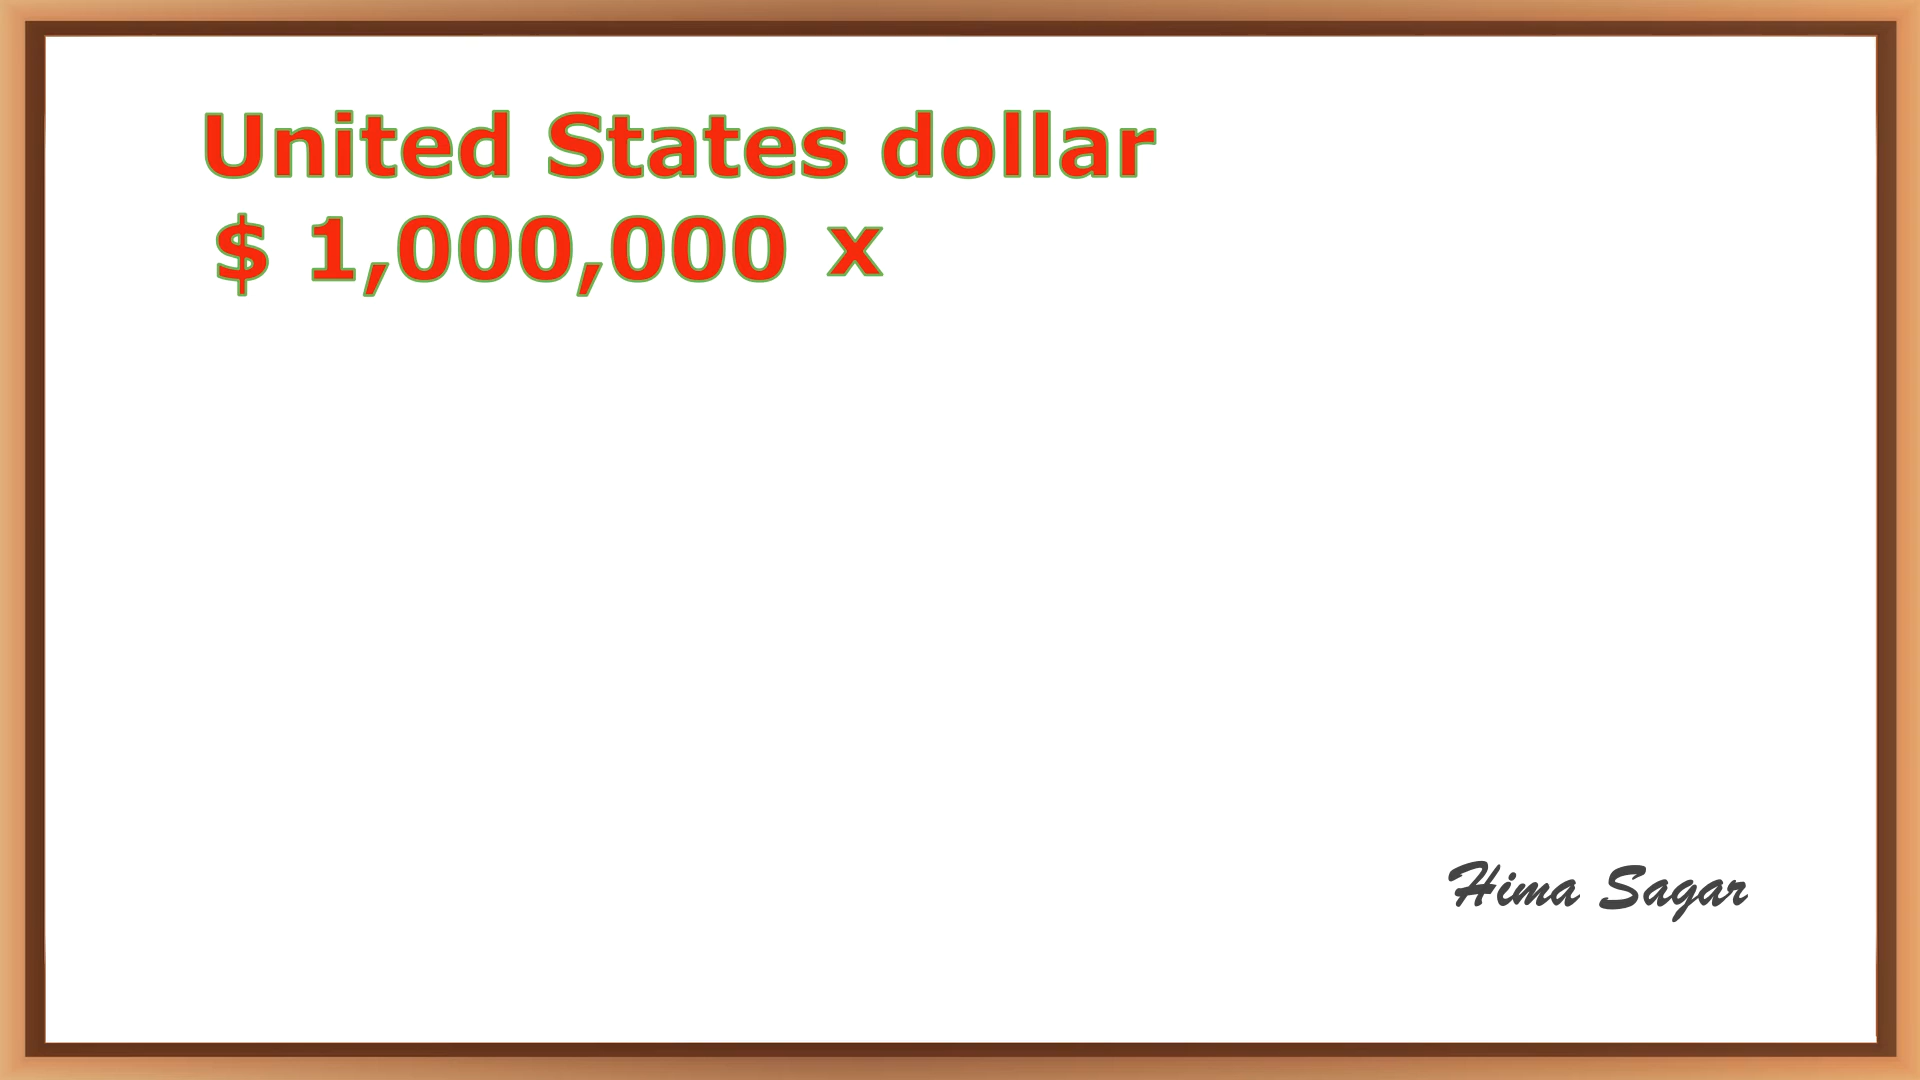 United States dollar
$ 1,000,000 x
Hima Sagar